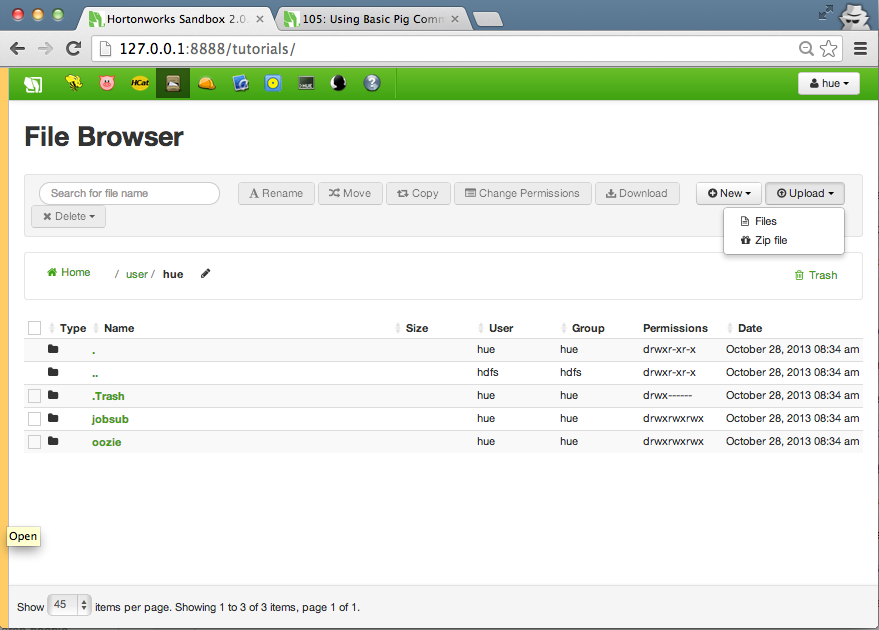 Hortonworks Sandbox 2.0.
105: Using Basic Pig Comm
127.0.0.1:8888/tutorials/
HCat
hue
File Browser
Search for file name
Rename
Move
Copy
Change Permissions
Download
New
Upload
Delete
Files
Zip file
Home / user / hue
Trash
Type Name Size User Group Permissions Date
. hue hue drwxr-xr-x October 28, 2013 08:34 am
.. hdfs hdfs drwxr-xr-x October 28, 2013 08:34 am
.Trash hue hue drwx------ October 28, 2013 08:34 am
jobsub hue hue drwxrwxrwx October 28, 2013 08:34 am
oozie hue hue drwxrwxrwx October 28, 2013 08:34 am
Open
Show 45 items per page. Showing 1 to 3 of 3 items, page 1 of 1.